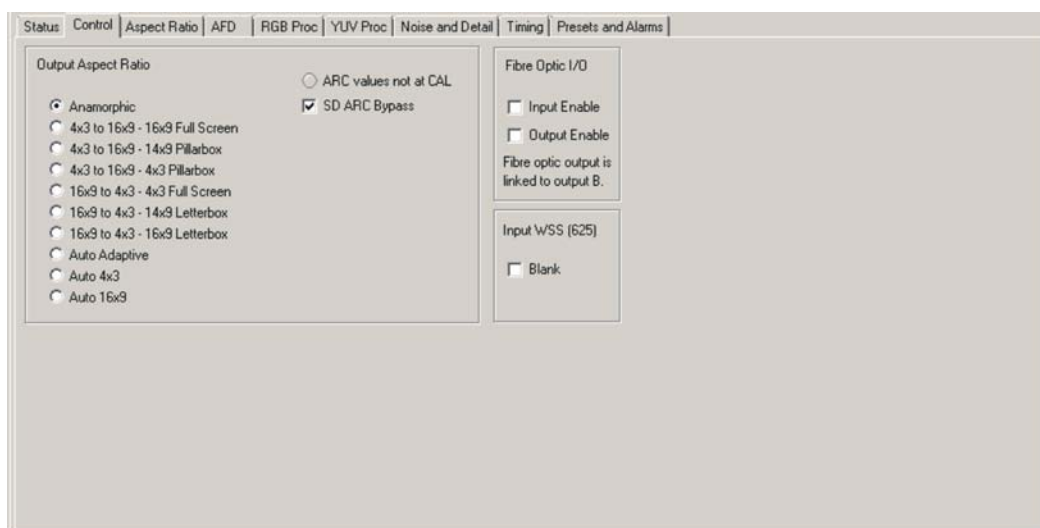 Status Control Aspect Ratio AFD RGB Proc YUV Proc Noise and Detail Timing Presets and Alarms
Output Aspect Ratio
Anamorphic
4x3 to 16x9 - 16x9 Full Screen
4x3 to 16x9 - 14x9 Pillarbox
4x3 to 16x9 - 4x3 Pillarbox
16x9 to 4x3 - 4x3 Full Screen
16x9 to 4x3 - 14x9 Letterbox
16x9 to 4x3 - 16x9 Letterbox
Auto Adaptive
Auto 4x3
Auto 16x9
ARC values not at CAL
SD ARC Bypass
Fibre Optic I/O
Input Enable
Output Enable
Fibre optic output is
linked to output B.
Input WSS (625)
Blank